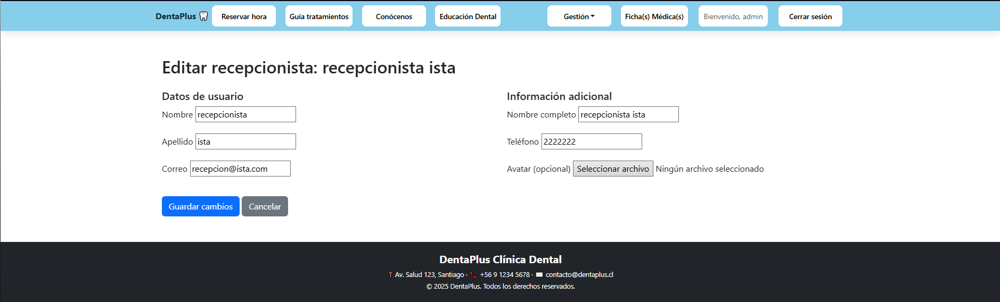 DentaPlus 🦷 Reservar hora Guía tratamientos Conócenos Educación Dental Gestión Ficha(s) Médica(s) Bienvenido, admin Cerrar sesión
Editar recepcionista: recepcionista ista
Datos de usuario
Nombre recepcionista
Apellido ista
Correo recepcion@ista.com
Información adicional
Nombre completo recepcionista ista
Teléfono 2222222
Avatar (opcional) Seleccionar archivo Ningún archivo seleccionado
Guardar cambios Cancelar
DentaPlus Clínica Dental
📍 Av. Salud 123, Santiago · 📞 +56 9 1234 5678 · ✉️ contacto@dentaplus.cl
© 2025 DentaPlus. Todos los derechos reservados.